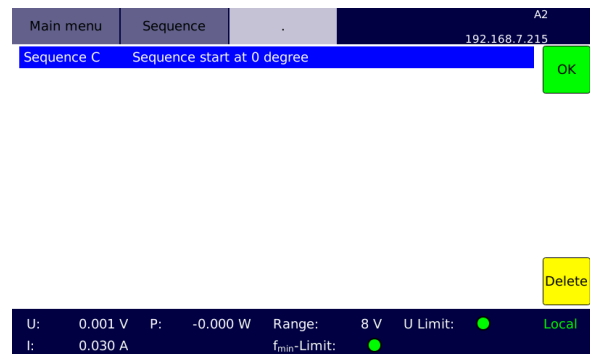 Main menu Sequence . A2
192.168.7.215
Sequence C Sequence start at 0 degree
OK
Delete
U: 0.001 V P: -0.000 W Range: 8 V U Limit: Local
I: 0.030 A fmin-Limit: